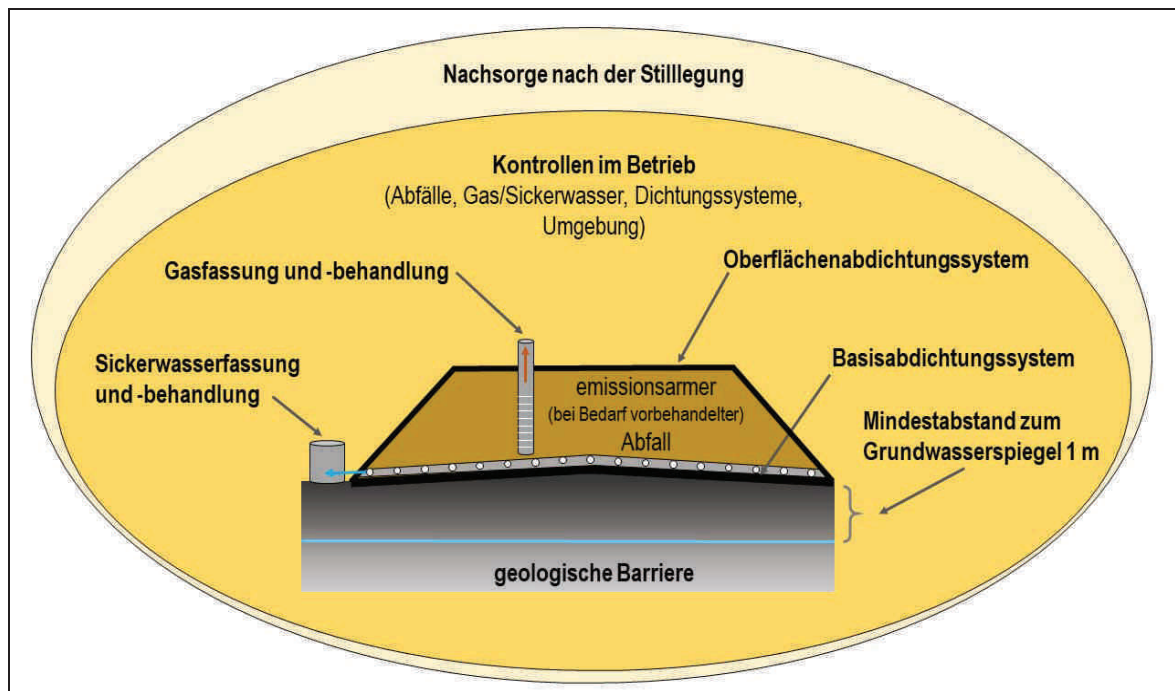 Nachsorge nach der Stilllegung
Kontrollen im Betrieb
(Abfälle, Gas/Sickerwasser, Dichtungssysteme,
Umgebung)
Gasfassung und -behandlung
Oberflächenabdichtungssystem
Sickerwasserfassung
und -behandlung
Basisabdichtungssystem
emissionsarmer
(bei Bedarf vorbehandelter)
Abfall
Mindestabstand zum
Grundwasserspiegel 1 m
geologische Barriere